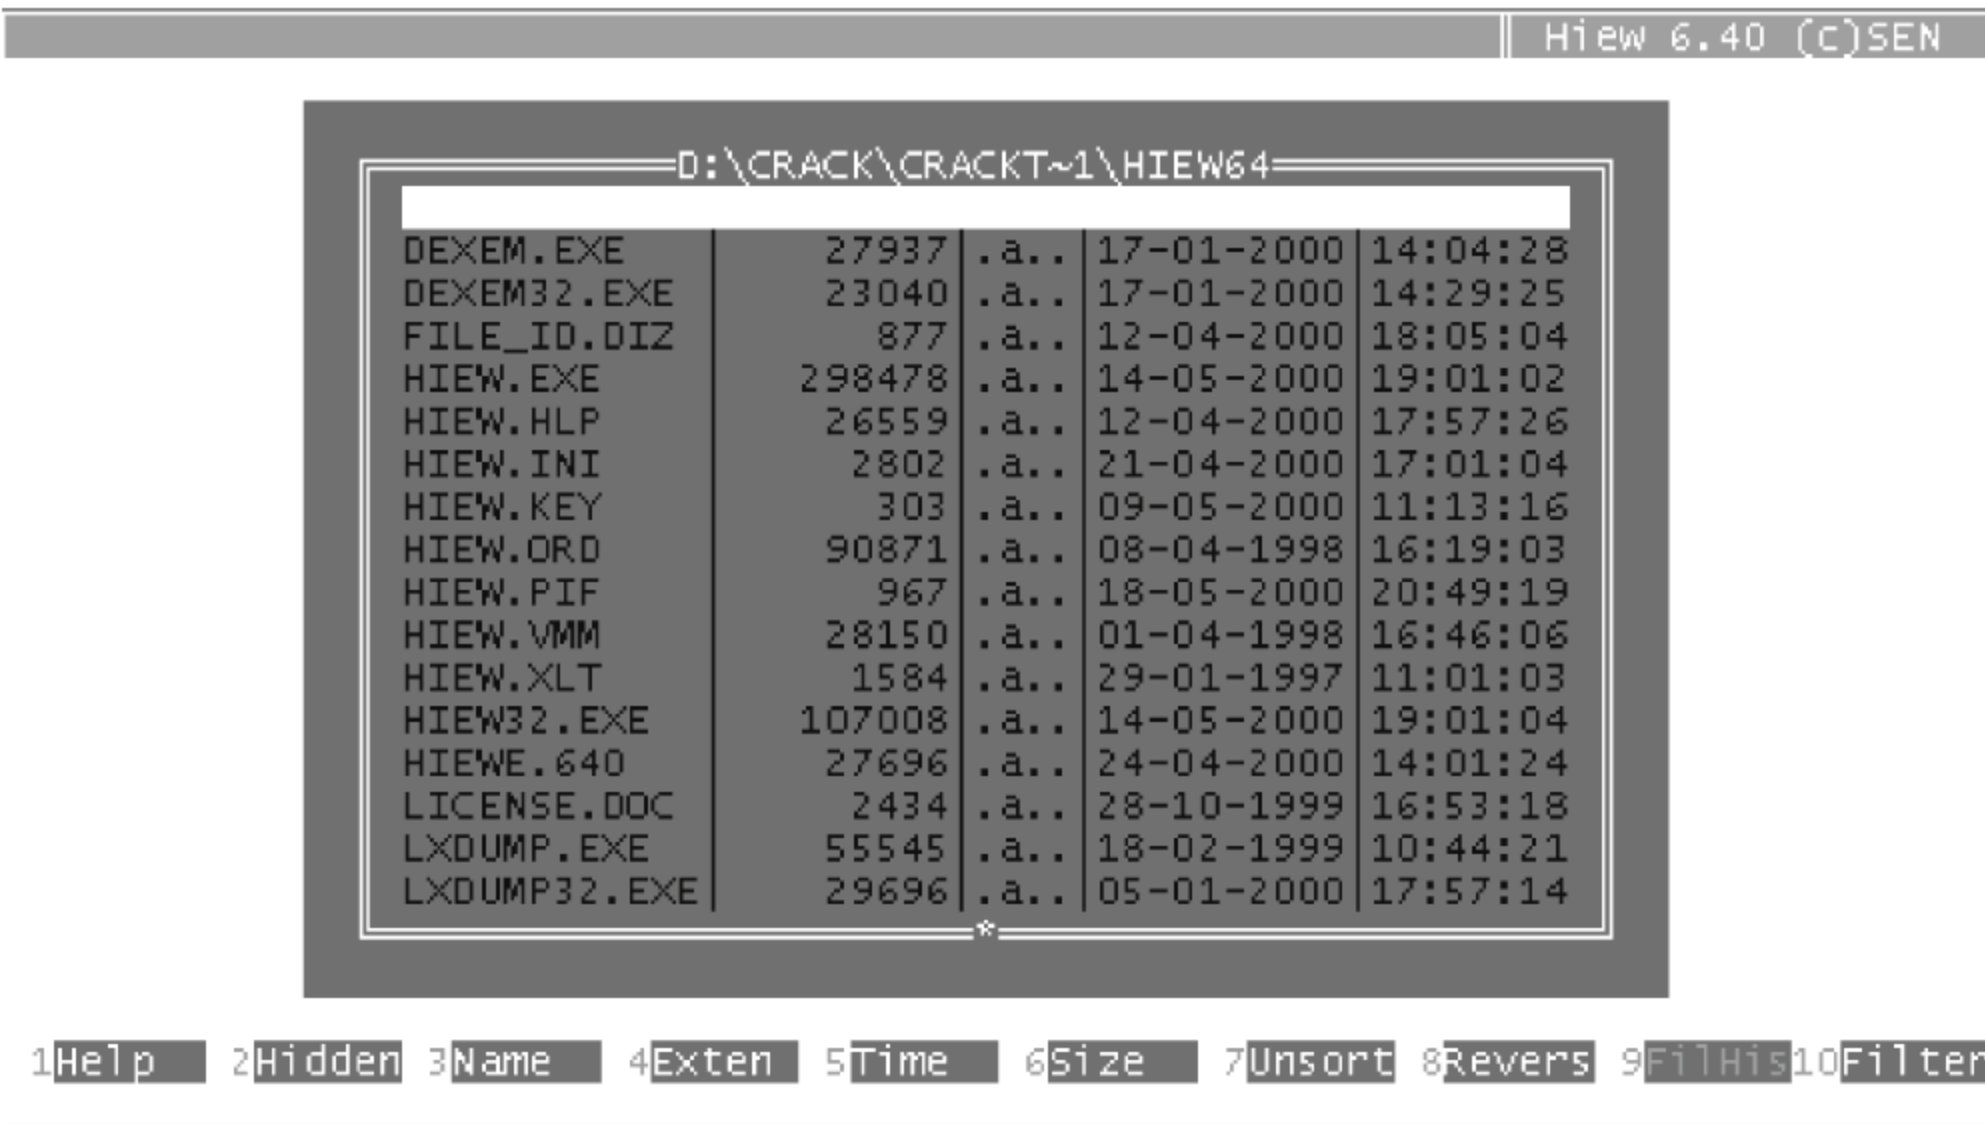 Hiew 6.40 (c)SEN
D:\CRACK\CRACKT~1\HIEW64
DEXEM.EXE 27937 .a.. 17-01-2000 14:04:28
DEXEM32.EXE 23040 .a.. 17-01-2000 14:29:25
FILE_ID.DIZ 877 .a.. 12-04-2000 18:05:04
HIEW.EXE 298478 .a.. 14-05-2000 19:01:02
HIEW.HLP 26559 .a.. 12-04-2000 17:57:26
HIEW.INI 2802 .a.. 21-04-2000 17:01:04
HIEW.KEY 303 .a.. 09-05-2000 11:13:16
HIEW.ORD 90871 .a.. 08-04-1998 16:19:03
HIEW.PIF 967 .a.. 18-05-2000 20:49:19
HIEW.VMM 28150 .a.. 01-04-1998 16:46:06
HIEW.XLT 1584 .a.. 29-01-1997 11:01:03
HIEW32.EXE 107008 .a.. 14-05-2000 19:01:04
HIEWE.640 27696 .a.. 24-04-2000 14:01:24
LICENSE.DOC 2434 .a.. 28-10-1999 16:53:18
LXDUMP.EXE 55545 .a.. 18-02-1999 10:44:21
LXDUMP32.EXE 29696 .a.. 05-01-2000 17:57:14
*
1Help 2Hidden 3Name 4Exten 5Time 6Size 7Unsort 8Revers 9FilHis 10Filter